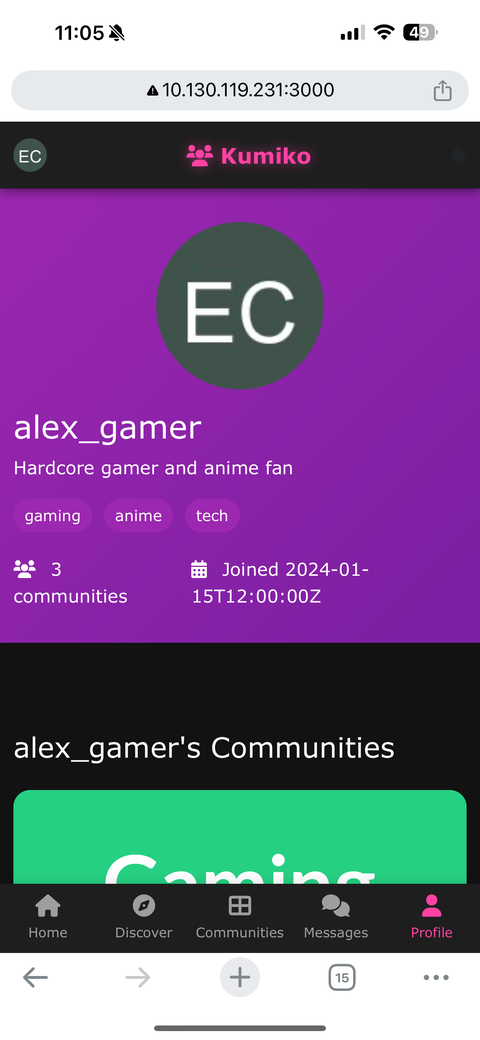 11:05
49
10.130.119.231:3000
EC
Kumiko
EC
alex_gamer
Hardcore gamer and anime fan
gaming anime tech
3 communities
Joined 2024-01-
15T12:00:00Z
alex_gamer's Communities
Gaming
Home Discover Communities Messages Profile
15